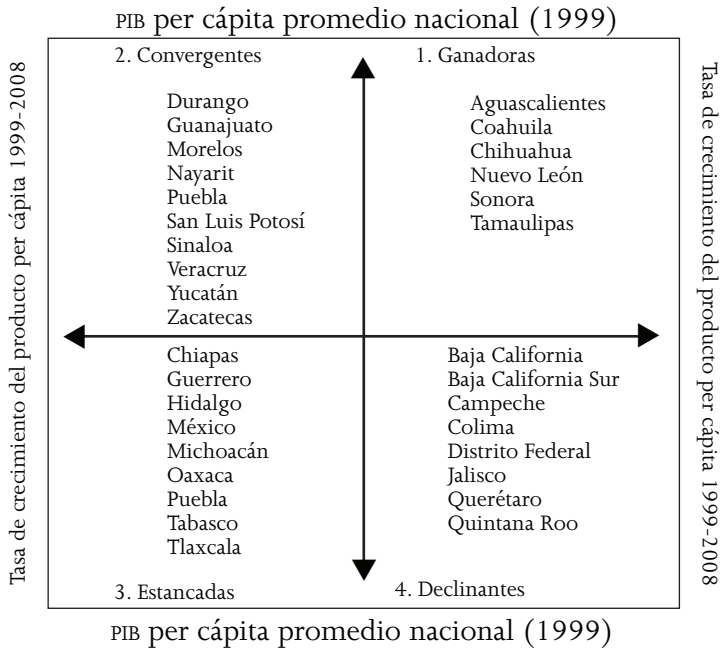 PIB per cápita promedio nacional (1999)
Tasa de crecimiento del producto per cápita 1999-2008
2. Convergentes
Durango
Guanajuato
Morelos
Nayarit
Puebla
San Luis Potosí
Sinaloa
Veracruz
Yucatán
Zacatecas
1. Ganadoras
Aguascalientes
Coahuila
Chihuahua
Nuevo León
Sonora
Tamaulipas
Chiapas
Guerrero
Hidalgo
México
Michoacán
Oaxaca
Puebla
Tabasco
Tlaxcala
3. Estancadas
Baja California
Baja California Sur
Campeche
Colima
Distrito Federal
Jalisco
Querétaro
Quintana Roo
4. Declinantes
Tasa de crecimiento del producto per cápita 1999-2008
PIB per cápita promedio nacional (1999)